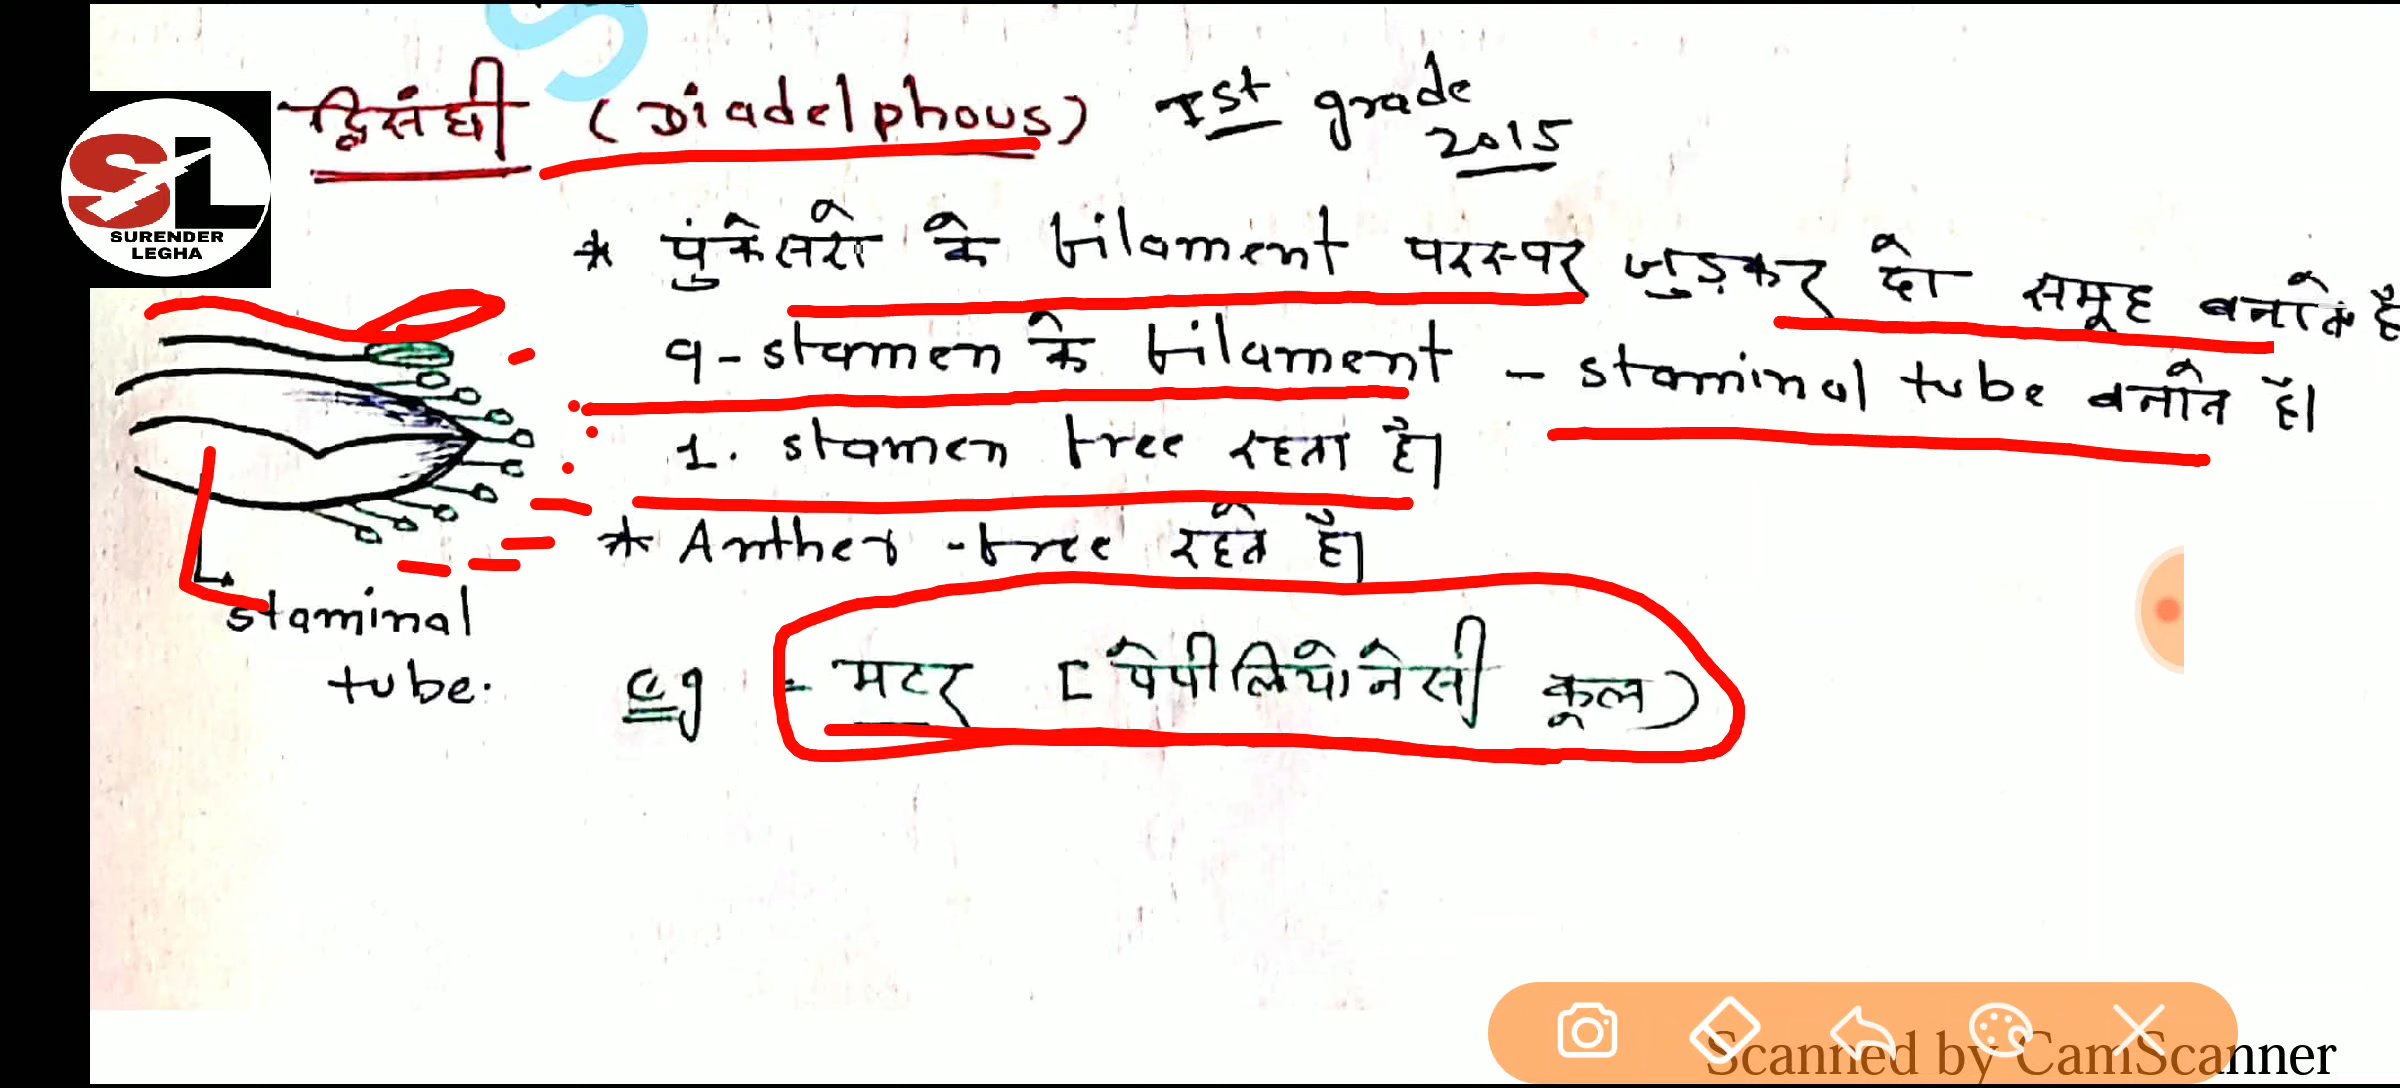 द्विसंघी (Diadelphous) Ist grade
2015
SL
SURENDER
LEGHA
* पुंकेसरो के filament परस्पर जुड़कर दो समूह बनाते है
9-stamen के filament - staminal tube बनाते है।
1. stamen free रहता है।
* Anther -free रहते है।
staminal
tube.
eg - मटर [पेपीलियोनेसी कूल)
Scanned by CamScanner